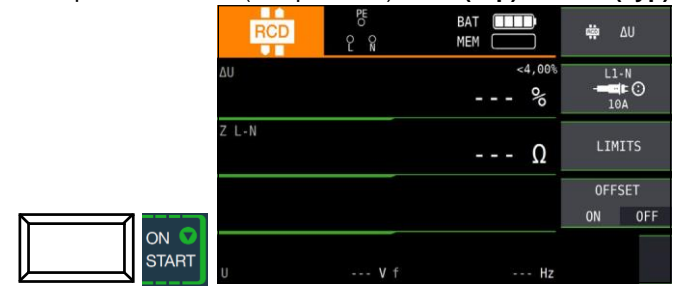 RCD PE L N BAT MEM ΔU
ΔU <4,00%
--- %
L1-N
10A
Z L-N
--- Ω
LIMITS
OFFSET
ON OFF
ON
START
U --- V f --- Hz